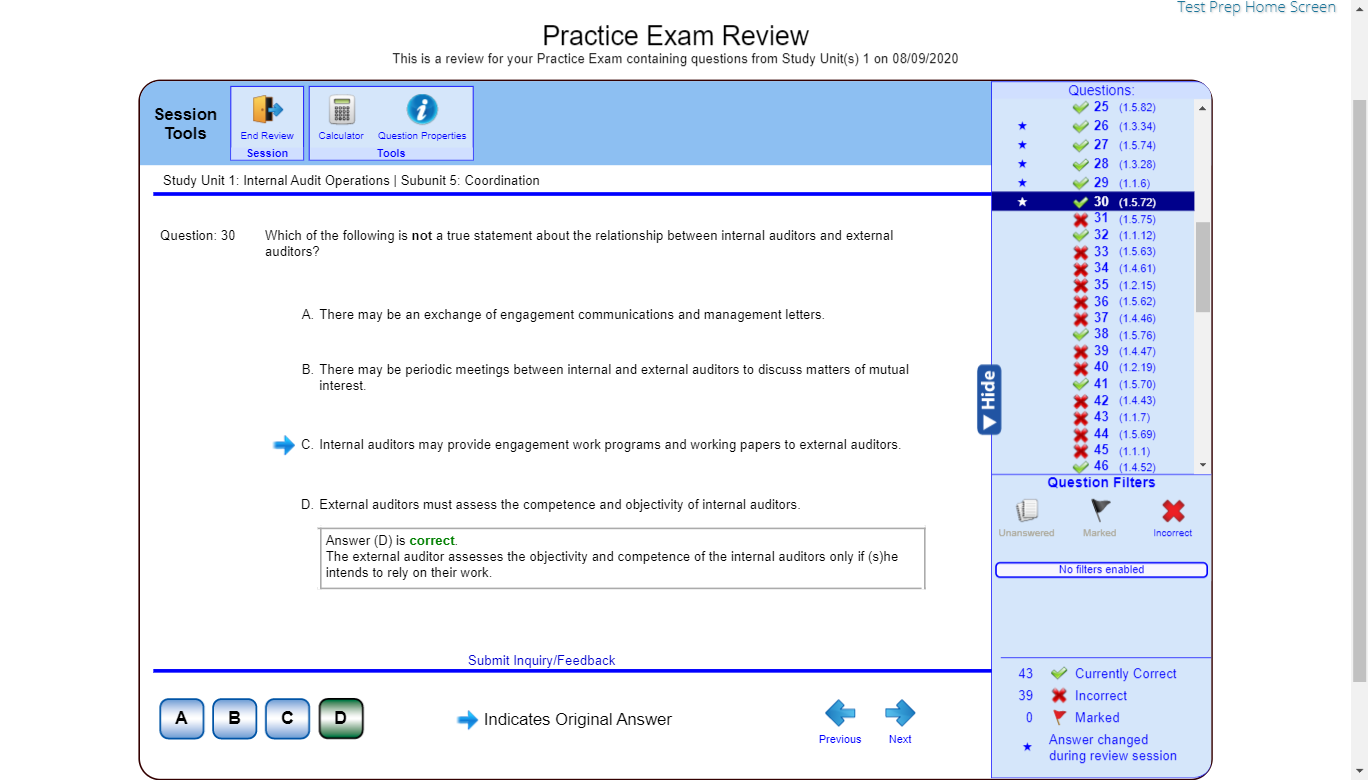 Test Prep Home Screen
Practice Exam Review
This is a review for your Practice Exam containing questions from Study Unit(s) 1 on 08/09/2020
Session
Tools
End Review
Session
Calculator
Question Properties
Tools
Study Unit 1: Internal Audit Operations | Subunit 5: Coordination
Question: 30
Which of the following is not a true statement about the relationship between internal auditors and external
auditors?
A. There may be an exchange of engagement communications and management letters.
B. There may be periodic meetings between internal and external auditors to discuss matters of mutual
interest.
C. Internal auditors may provide engagement work programs and working papers to external auditors.
D. External auditors must assess the competence and objectivity of internal auditors.
Answer (D) is correct.
The external auditor assesses the objectivity and competence of the internal auditors only if (s)he
intends to rely on their work.
Submit Inquiry/Feedback
A B C D
Indicates Original Answer
Previous
Next
Hide
Questions:
25 (1.5.82)
26 (1.3.34)
27 (1.5.74)
28 (1.3.28)
29 (1.1.6)
30 (1.5.72)
31 (1.5.75)
32 (1.1.12)
33 (1.5.63)
34 (1.4.61)
35 (1.2.15)
36 (1.5.62)
37 (1.4.46)
38 (1.5.76)
39 (1.4.47)
40 (1.2.19)
41 (1.5.70)
42 (1.4.43)
43 (1.1.7)
44 (1.5.69)
45 (1.1.1)
46 (1.4.52)
Question Filters
Unanswered
Marked
Incorrect
No filters enabled
43 Currently Correct
39 Incorrect
0 Marked
Answer changed
during review session